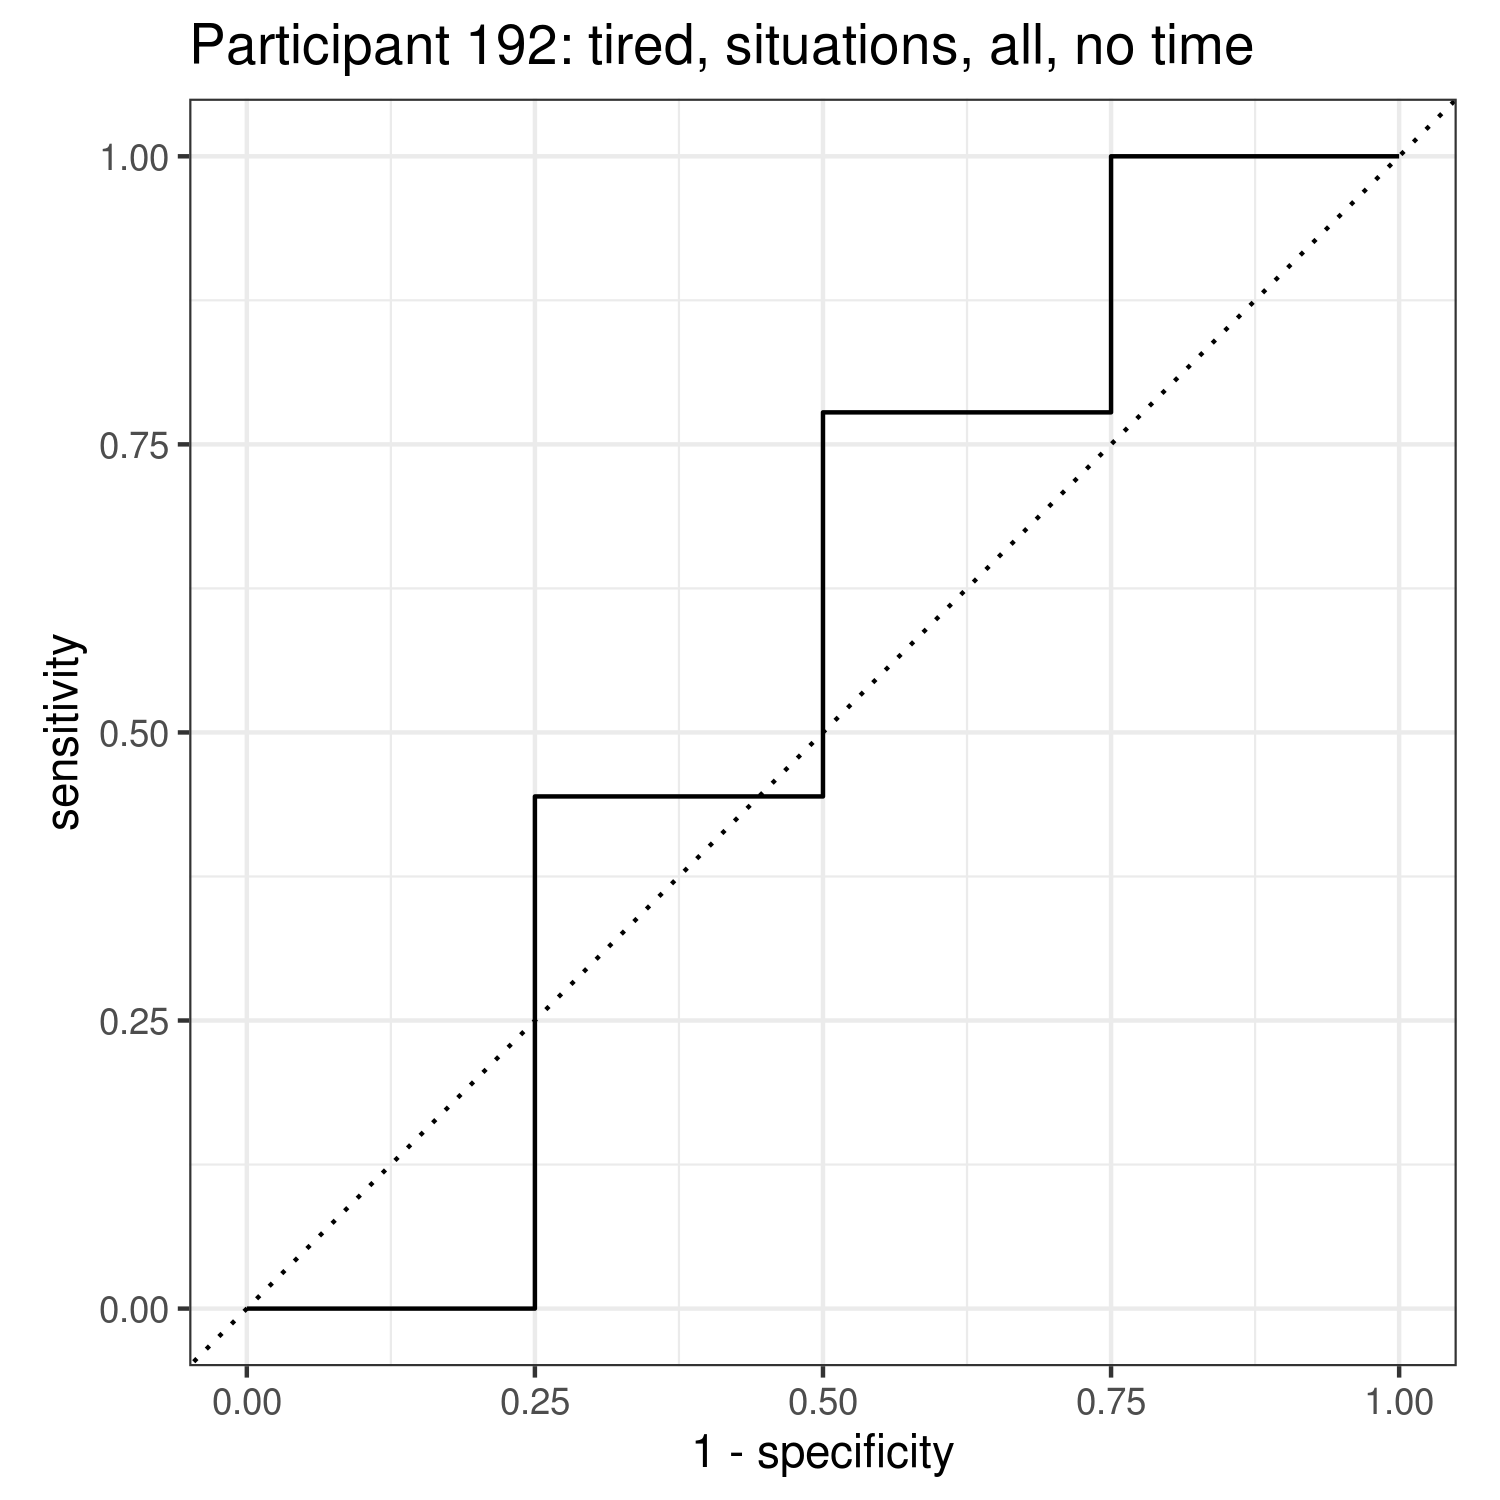 Participant 192: tired, situations, all, no time
1.00
0.75
0.50
0.25
0.00
sensitivity
0.00 0.25 0.50 0.75 1.00
1 - specificity